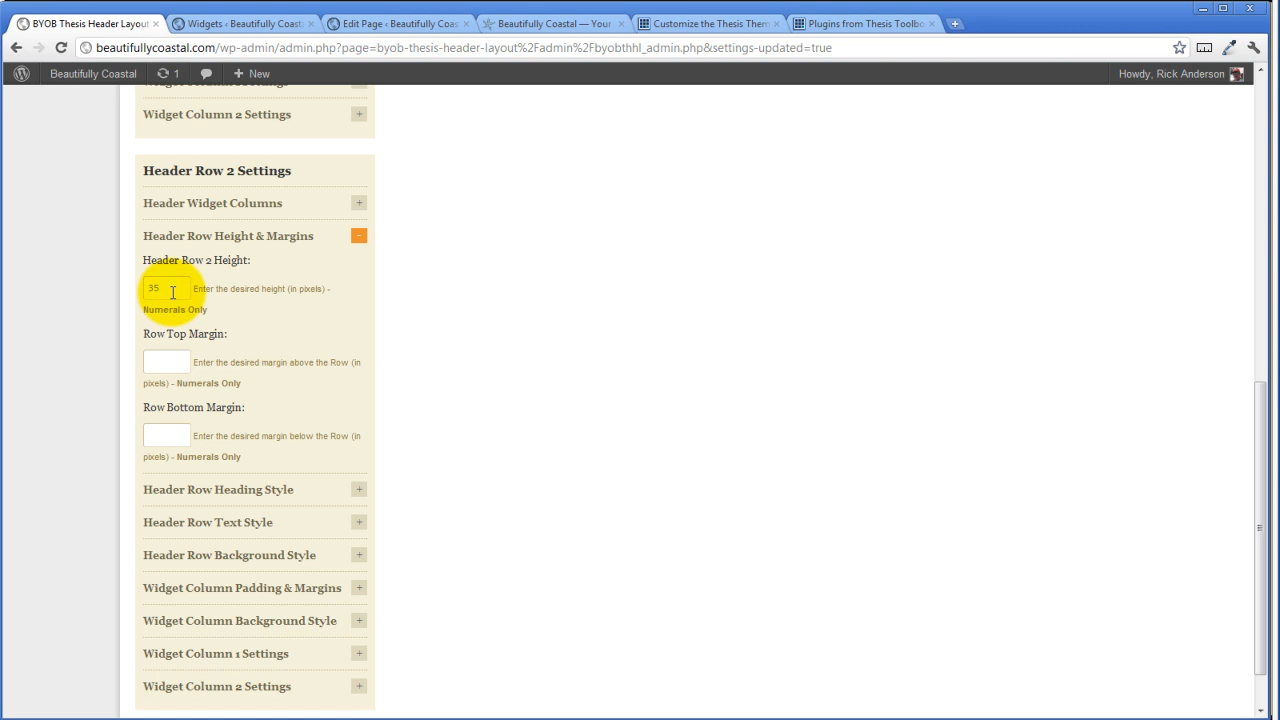 BYOB Thesis Header Layout
Widgets ‹ Beautifully Coasta
Edit Page ‹ Beautifully Coas
Beautifully Coastal — Your
Customize the Thesis Them
Plugins from Thesis Toolbo
beautifullycoastal.com/wp-admin/admin.php?page=byob-thesis-header-layout%2Fadmin%2Fbyobthhl_admin.php&settings-updated=true
Beautifully Coastal
1
+ New
Howdy, Rick Anderson
Widget Column 2 Settings +
Header Row 2 Settings
Header Widget Columns +
Header Row Height & Margins -
Header Row 2 Height:
35 Enter the desired height (in pixels) -
Numerals Only
Row Top Margin:
Enter the desired margin above the Row (in
pixels) - Numerals Only
Row Bottom Margin:
Enter the desired margin below the Row (in
pixels) - Numerals Only
Header Row Heading Style +
Header Row Text Style +
Header Row Background Style +
Widget Column Padding & Margins +
Widget Column Background Style +
Widget Column 1 Settings +
Widget Column 2 Settings +